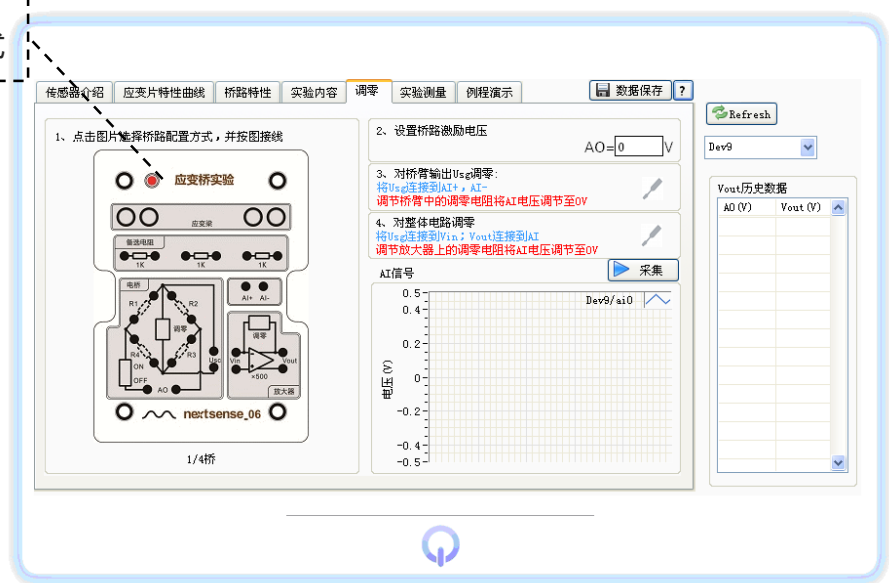 式
传感器介绍
应变片特性曲线
桥路特性
实验内容
调零
实验测量
例程演示
数据保存
?
Refresh
Dev9
1、点击图片选择桥路配置方式，并按图接线
应变桥实验
应变梁
备选电阻
1K 1K 1K
电桥
R1 R2
调零
R4 R3
ON
OFF
AO
Usc
AI+ AI-
调零
Vin Vout
×500
放大器
nextsense_06
1/4桥
2、设置桥路激励电压
AO= 0 V
3、对桥臂输出Usg调零:
将Usg连接到AI+，AI-
调节桥臂中的调零电阻将AI电压调节至0V
4、对整体电路调零
将Usg连接到Vin；Vout连接到AI
调节放大器上的调零电阻将AI电压调节至0V
AI信号
采集
Dev9/ai0
电压(V)
0.5
0.4
0.2
0
-0.2
-0.4
-0.5
Vout历史数据
AO(V) Vout(V)